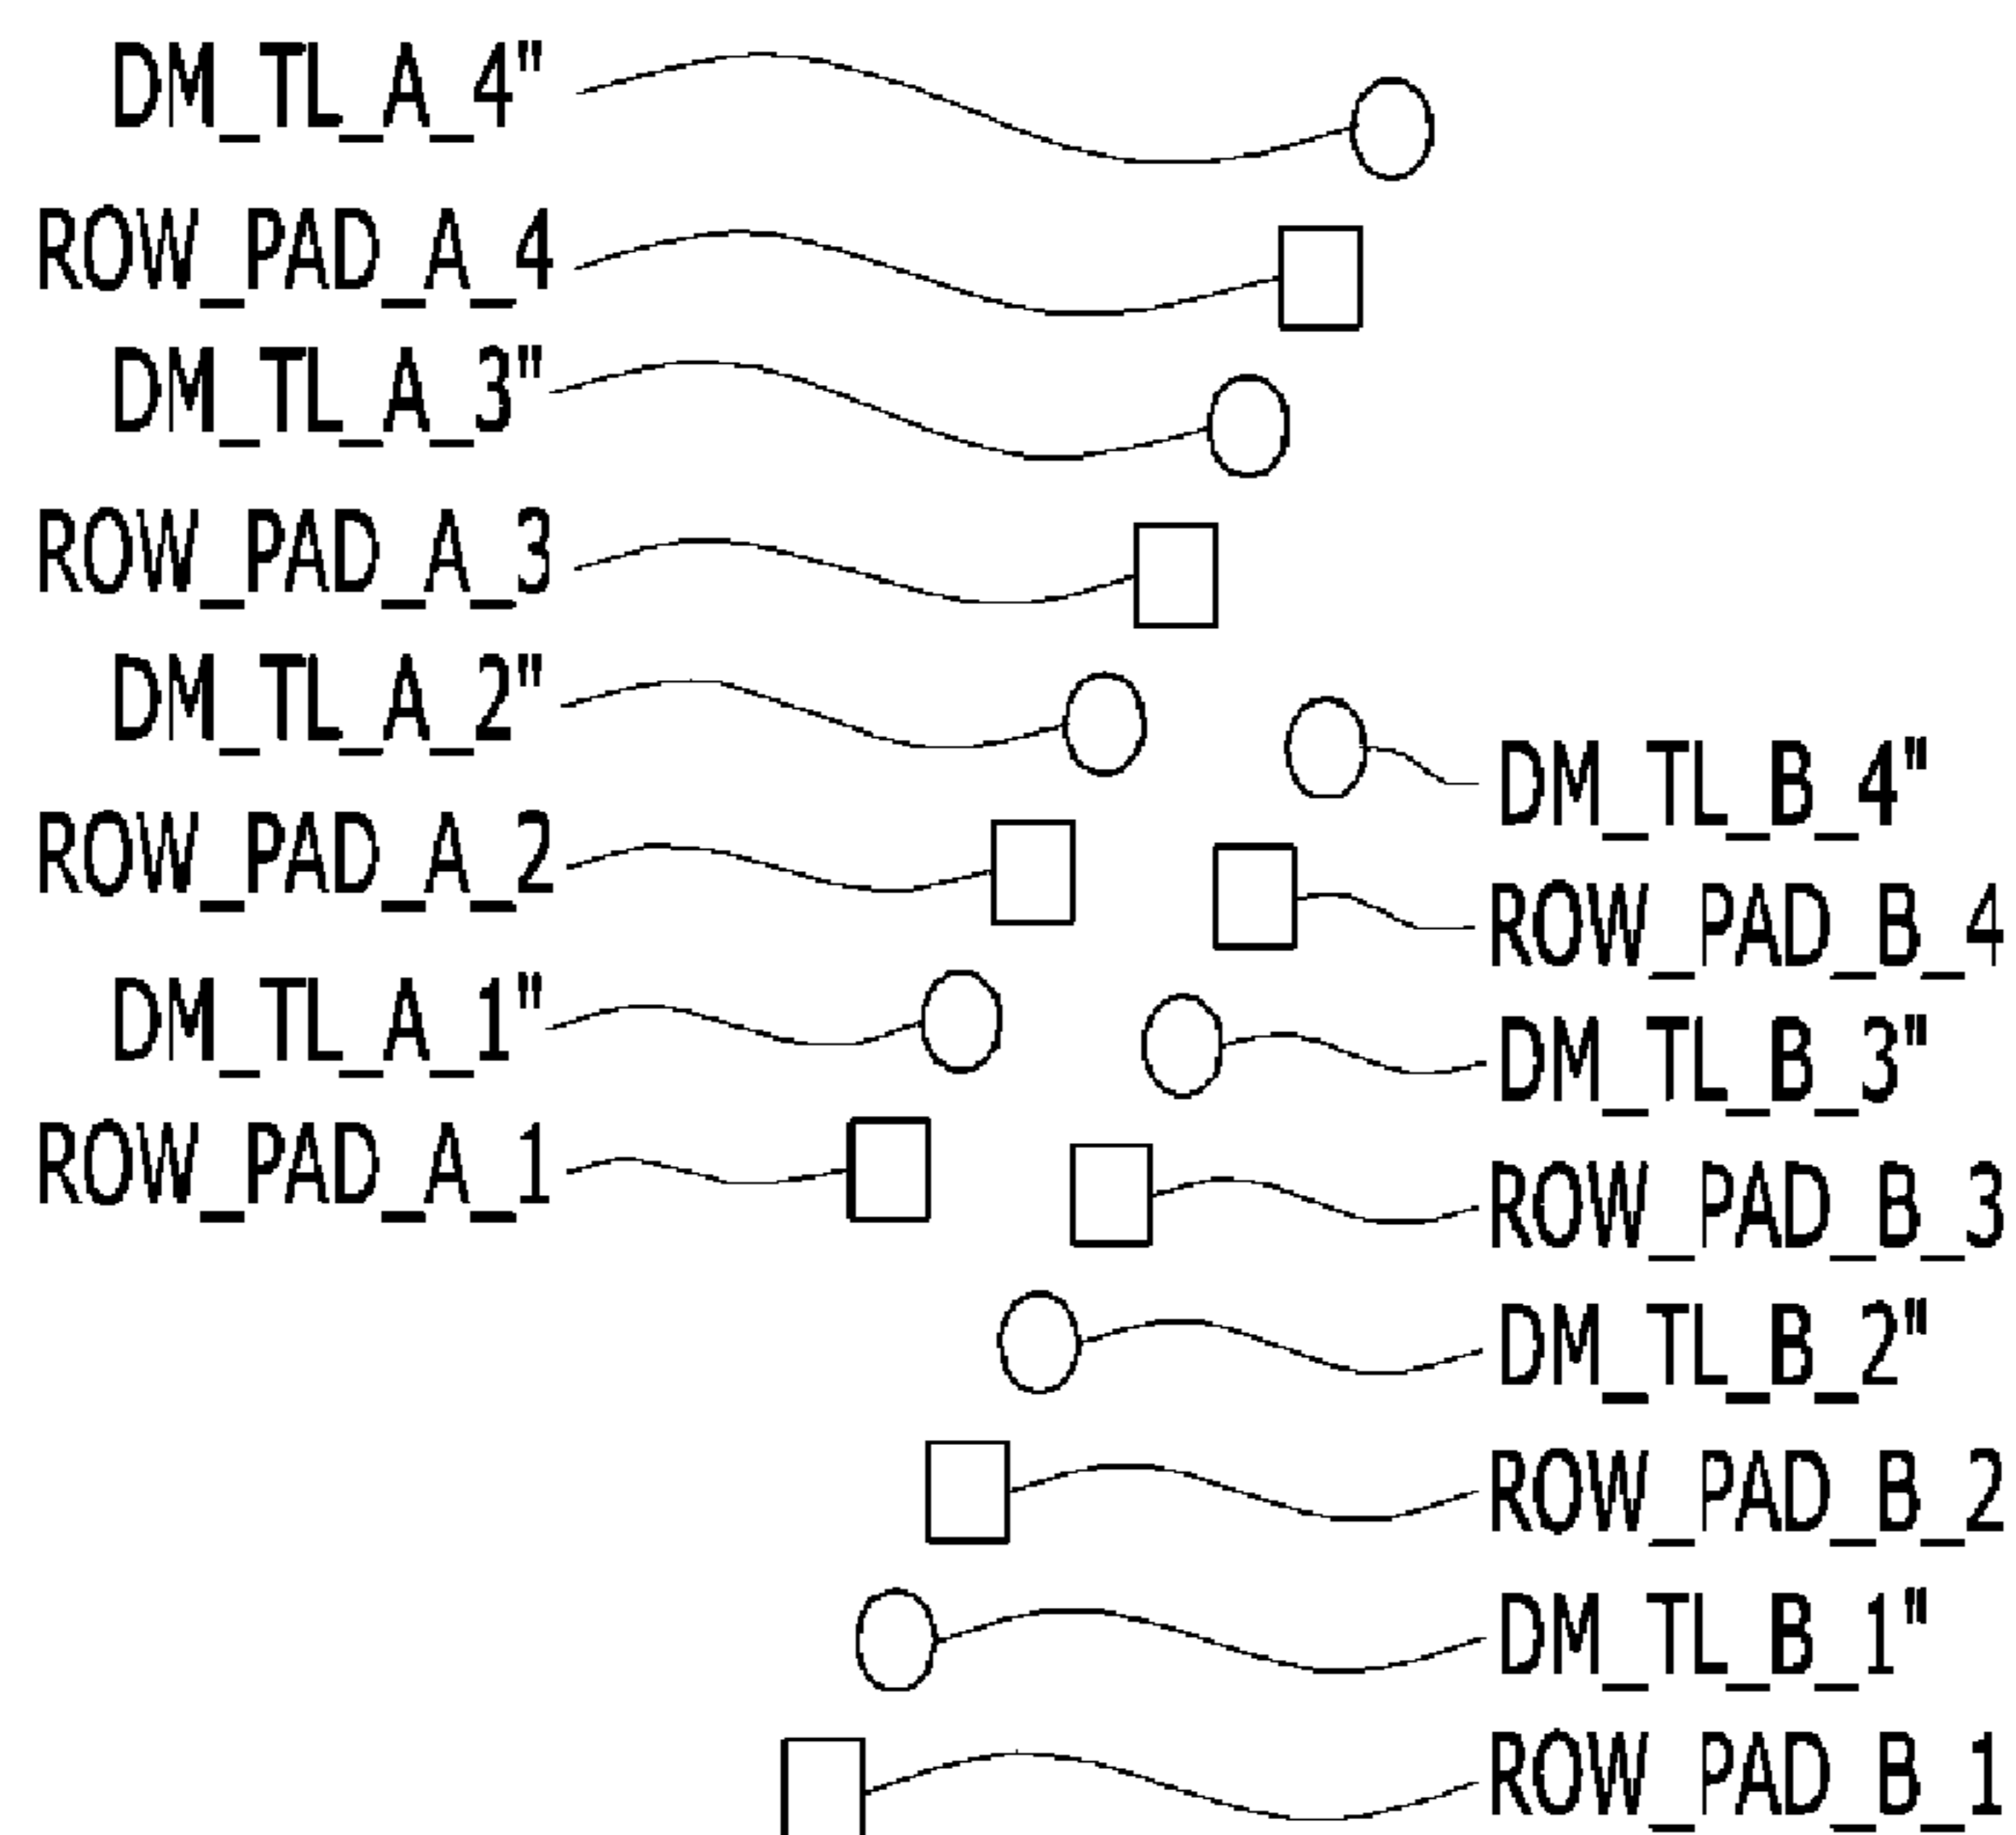 DM_TL_A_4"
ROW_PAD_A_4
DM_TL_A_3"
ROW_PAD_A_3
DM_TL_A_2"
ROW_PAD_A_2
DM_TL_A_1"
ROW_PAD_A_1
DM_TL_B_4"
ROW_PAD_B_4
DM_TL_B_3"
ROW_PAD_B_3
DM_TL_B_2"
ROW_PAD_B_2
DM_TL_B_1"
ROW_PAD_B_1